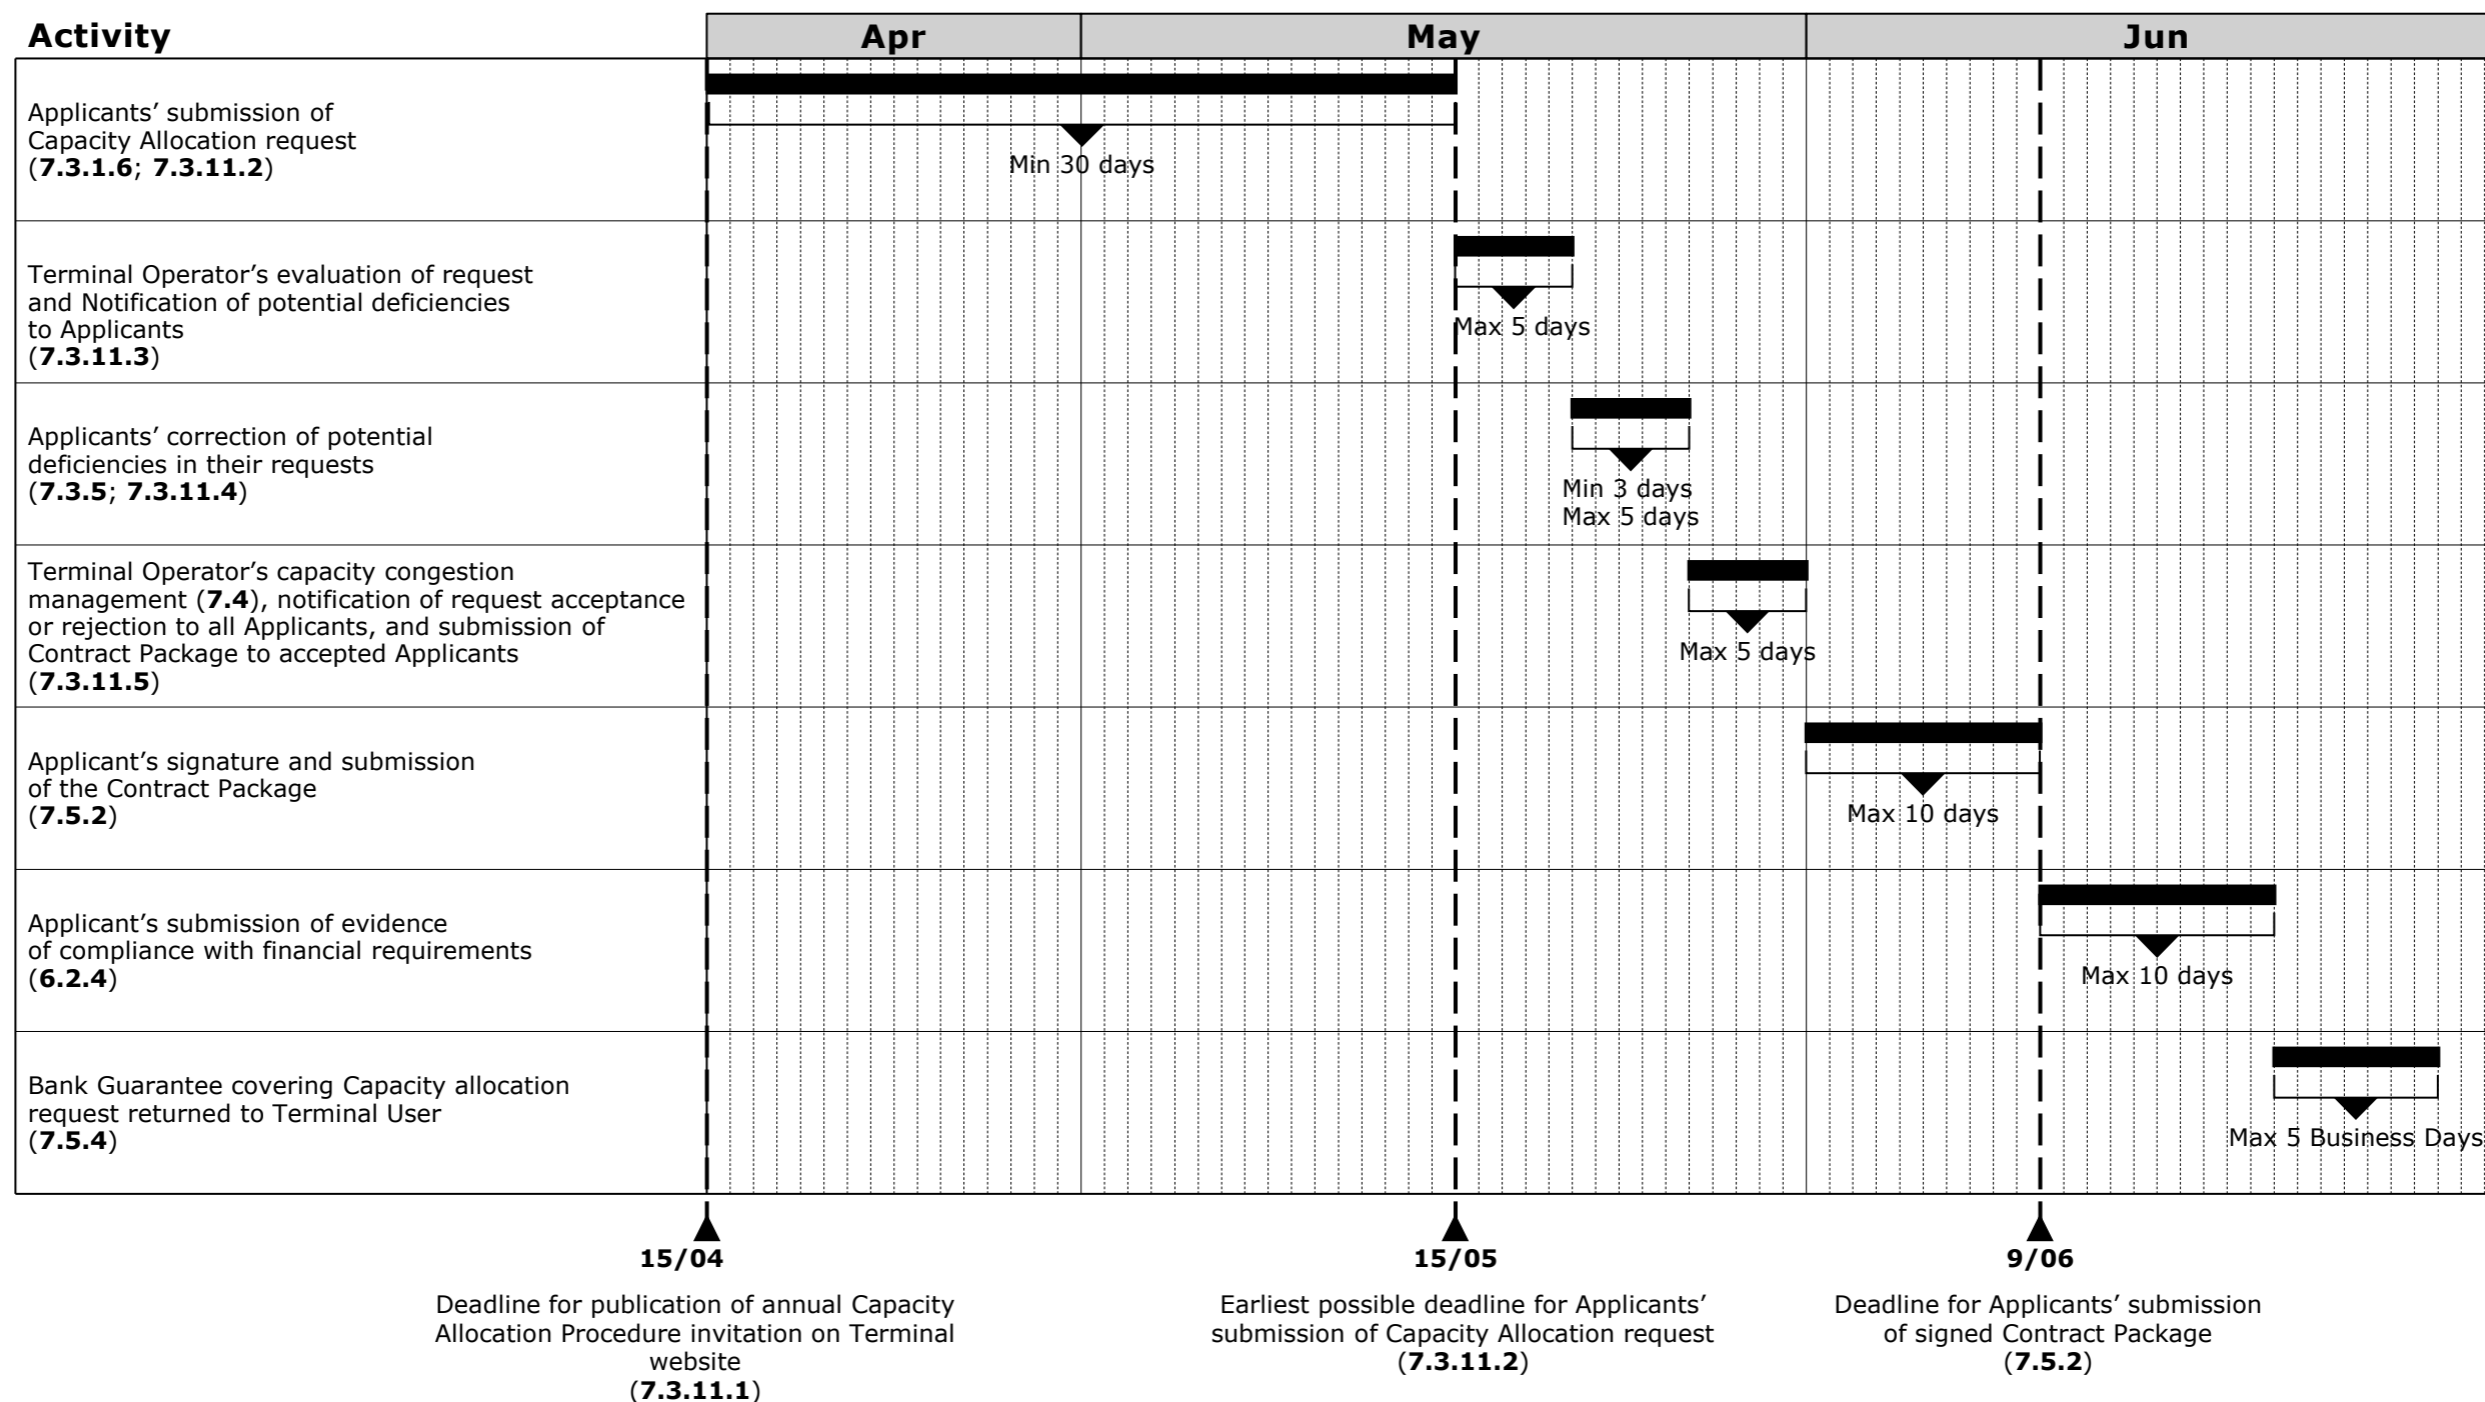 Activity
Apr
May
Jun
Applicants’ submission of
Capacity Allocation request
(7.3.1.6; 7.3.11.2)
Min 30 days
Terminal Operator’s evaluation of request
and Notification of potential deficiencies
to Applicants
(7.3.11.3)
Max 5 days
Applicants’ correction of potential
deficiencies in their requests
(7.3.5; 7.3.11.4)
Min 3 days
Max 5 days
Terminal Operator’s capacity congestion
management (7.4), notification of request acceptance
or rejection to all Applicants, and submission of
Contract Package to accepted Applicants
(7.3.11.5)
Max 5 days
Applicant’s signature and submission
of the Contract Package
(7.5.2)
Max 10 days
Applicant’s submission of evidence
of compliance with financial requirements
(6.2.4)
Max 10 days
Bank Guarantee covering Capacity allocation
request returned to Terminal User
(7.5.4)
Max 5 Business Days
15/04
Deadline for publication of annual Capacity
Allocation Procedure invitation on Terminal
website
(7.3.11.1)
15/05
Earliest possible deadline for Applicants’
submission of Capacity Allocation request
(7.3.11.2)
9/06
Deadline for Applicants’ submission
of signed Contract Package
(7.5.2)